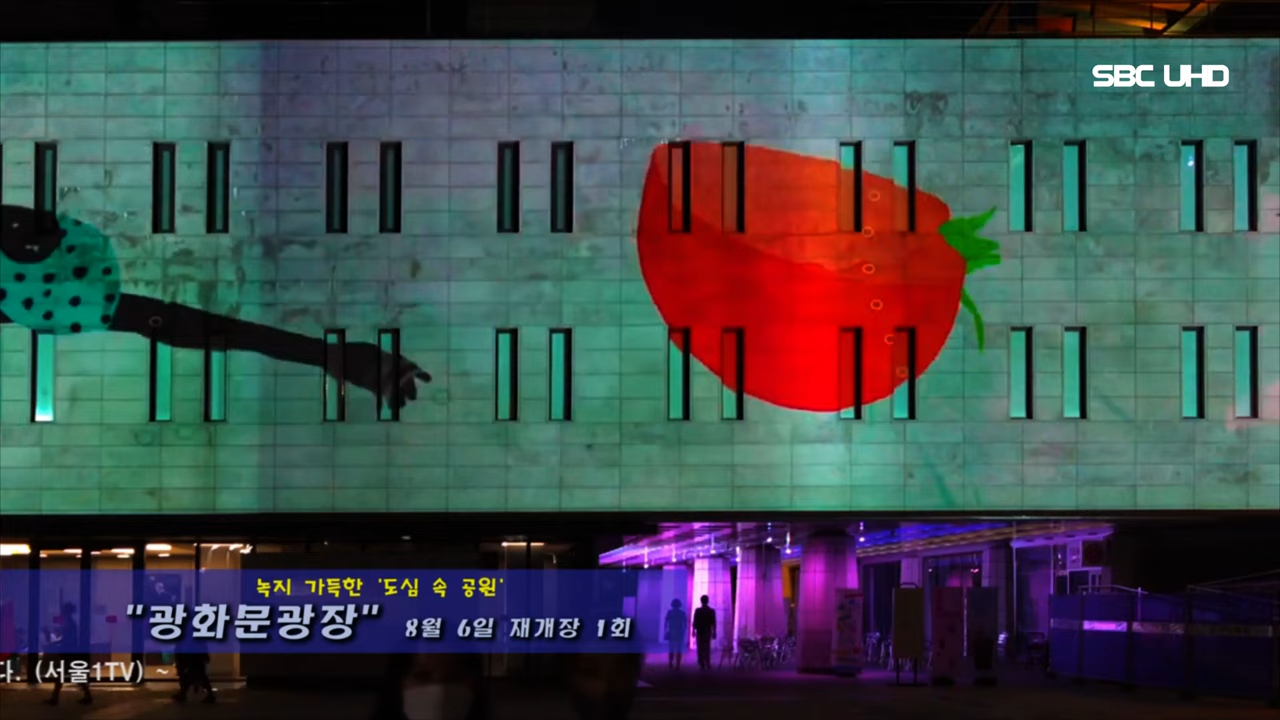 SBC UHD
녹지 가득한 '도심 속 공원'
"광화문광장" 8월 6일 재개장 1회
다. (서울1TV) ~